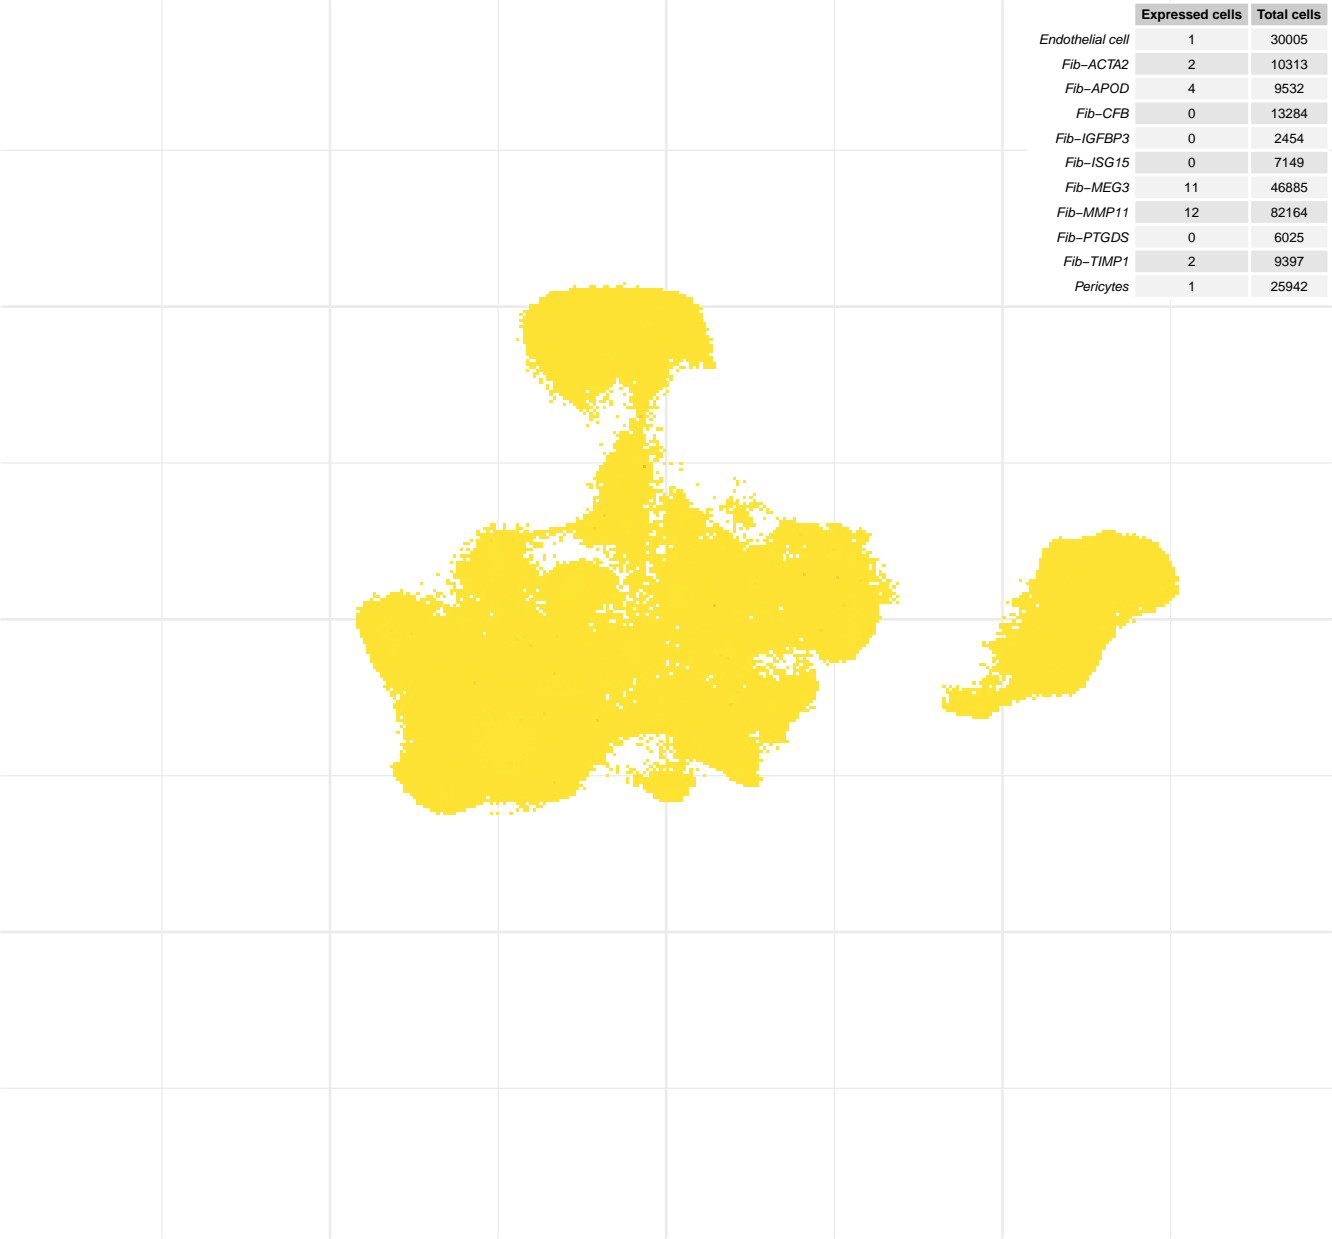 Expressed cells Total cells
Endothelial cell 1 30005
Fib−ACTA2 2 10313
Fib−APOD 4 9532
Fib−CFB 0 13284
Fib−IGFBP3 0 2454
Fib−ISG15 0 7149
Fib−MEG3 11 46885
Fib−MMP11 12 82164
Fib−PTGDS 0 6025
Fib−TIMP1 2 9397
Pericytes 1 25942